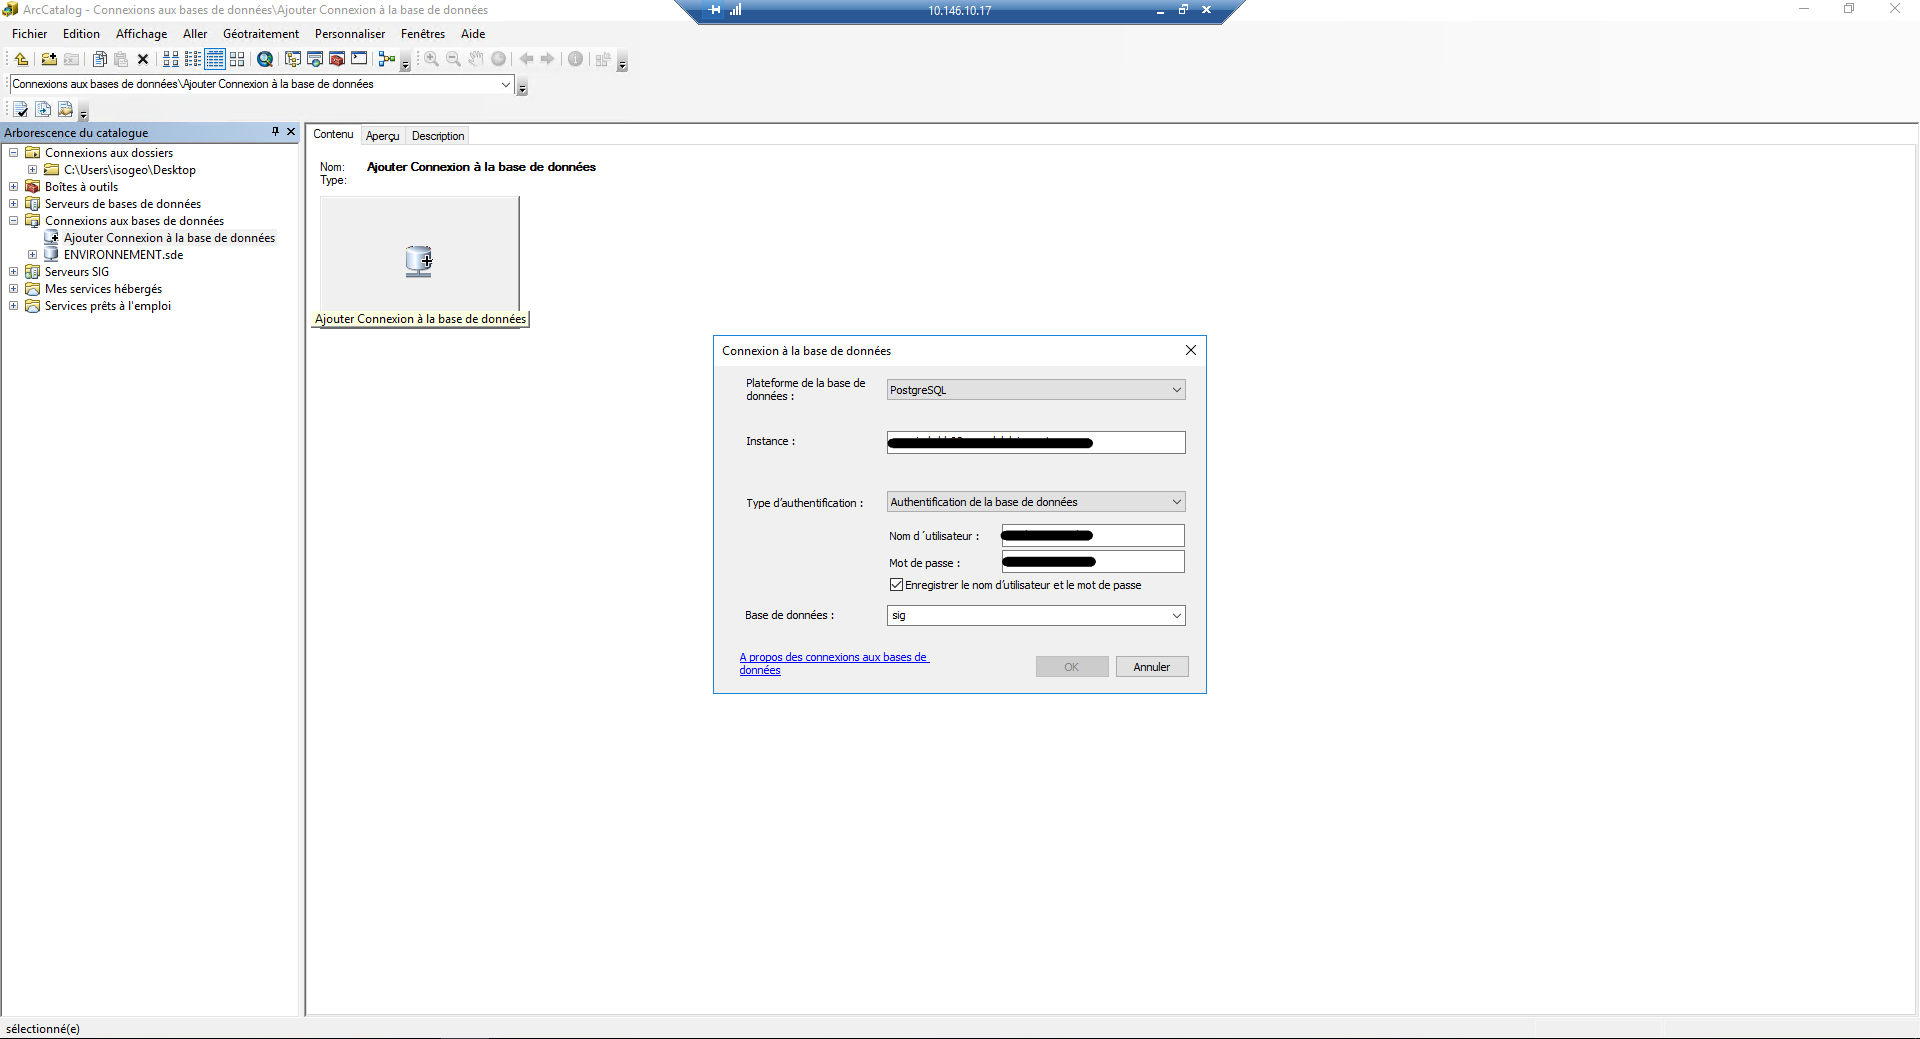 ArcCatalog - Connexions aux bases de données\Ajouter Connexion à la base de données
10.146.10.17
Fichier Edition Affichage Aller Géotraitement Personnaliser Fenêtres Aide
Connexions aux bases de données\Ajouter Connexion à la base de données
Arborescence du catalogue
Connexions aux dossiers
C:\Users\isogeo\Desktop
Boîtes à outils
Serveurs de bases de données
Connexions aux bases de données
Ajouter Connexion à la base de données
ENVIRONNEMENT.sde
Serveurs SIG
Mes services hébergés
Services prêts à l'emploi
Contenu Aperçu Description
Nom: Ajouter Connexion à la base de données
Type:
Ajouter Connexion à la base de données
Connexion à la base de données
Plateforme de la base de
données : PostgreSQL
Instance :
Type d'authentification : Authentification de la base de données
Nom d´utilisateur :
Mot de passe :
Enregistrer le nom d'utilisateur et le mot de passe
Base de données : sig
A propos des connexions aux bases de
données
OK Annuler
sélectionné(e)